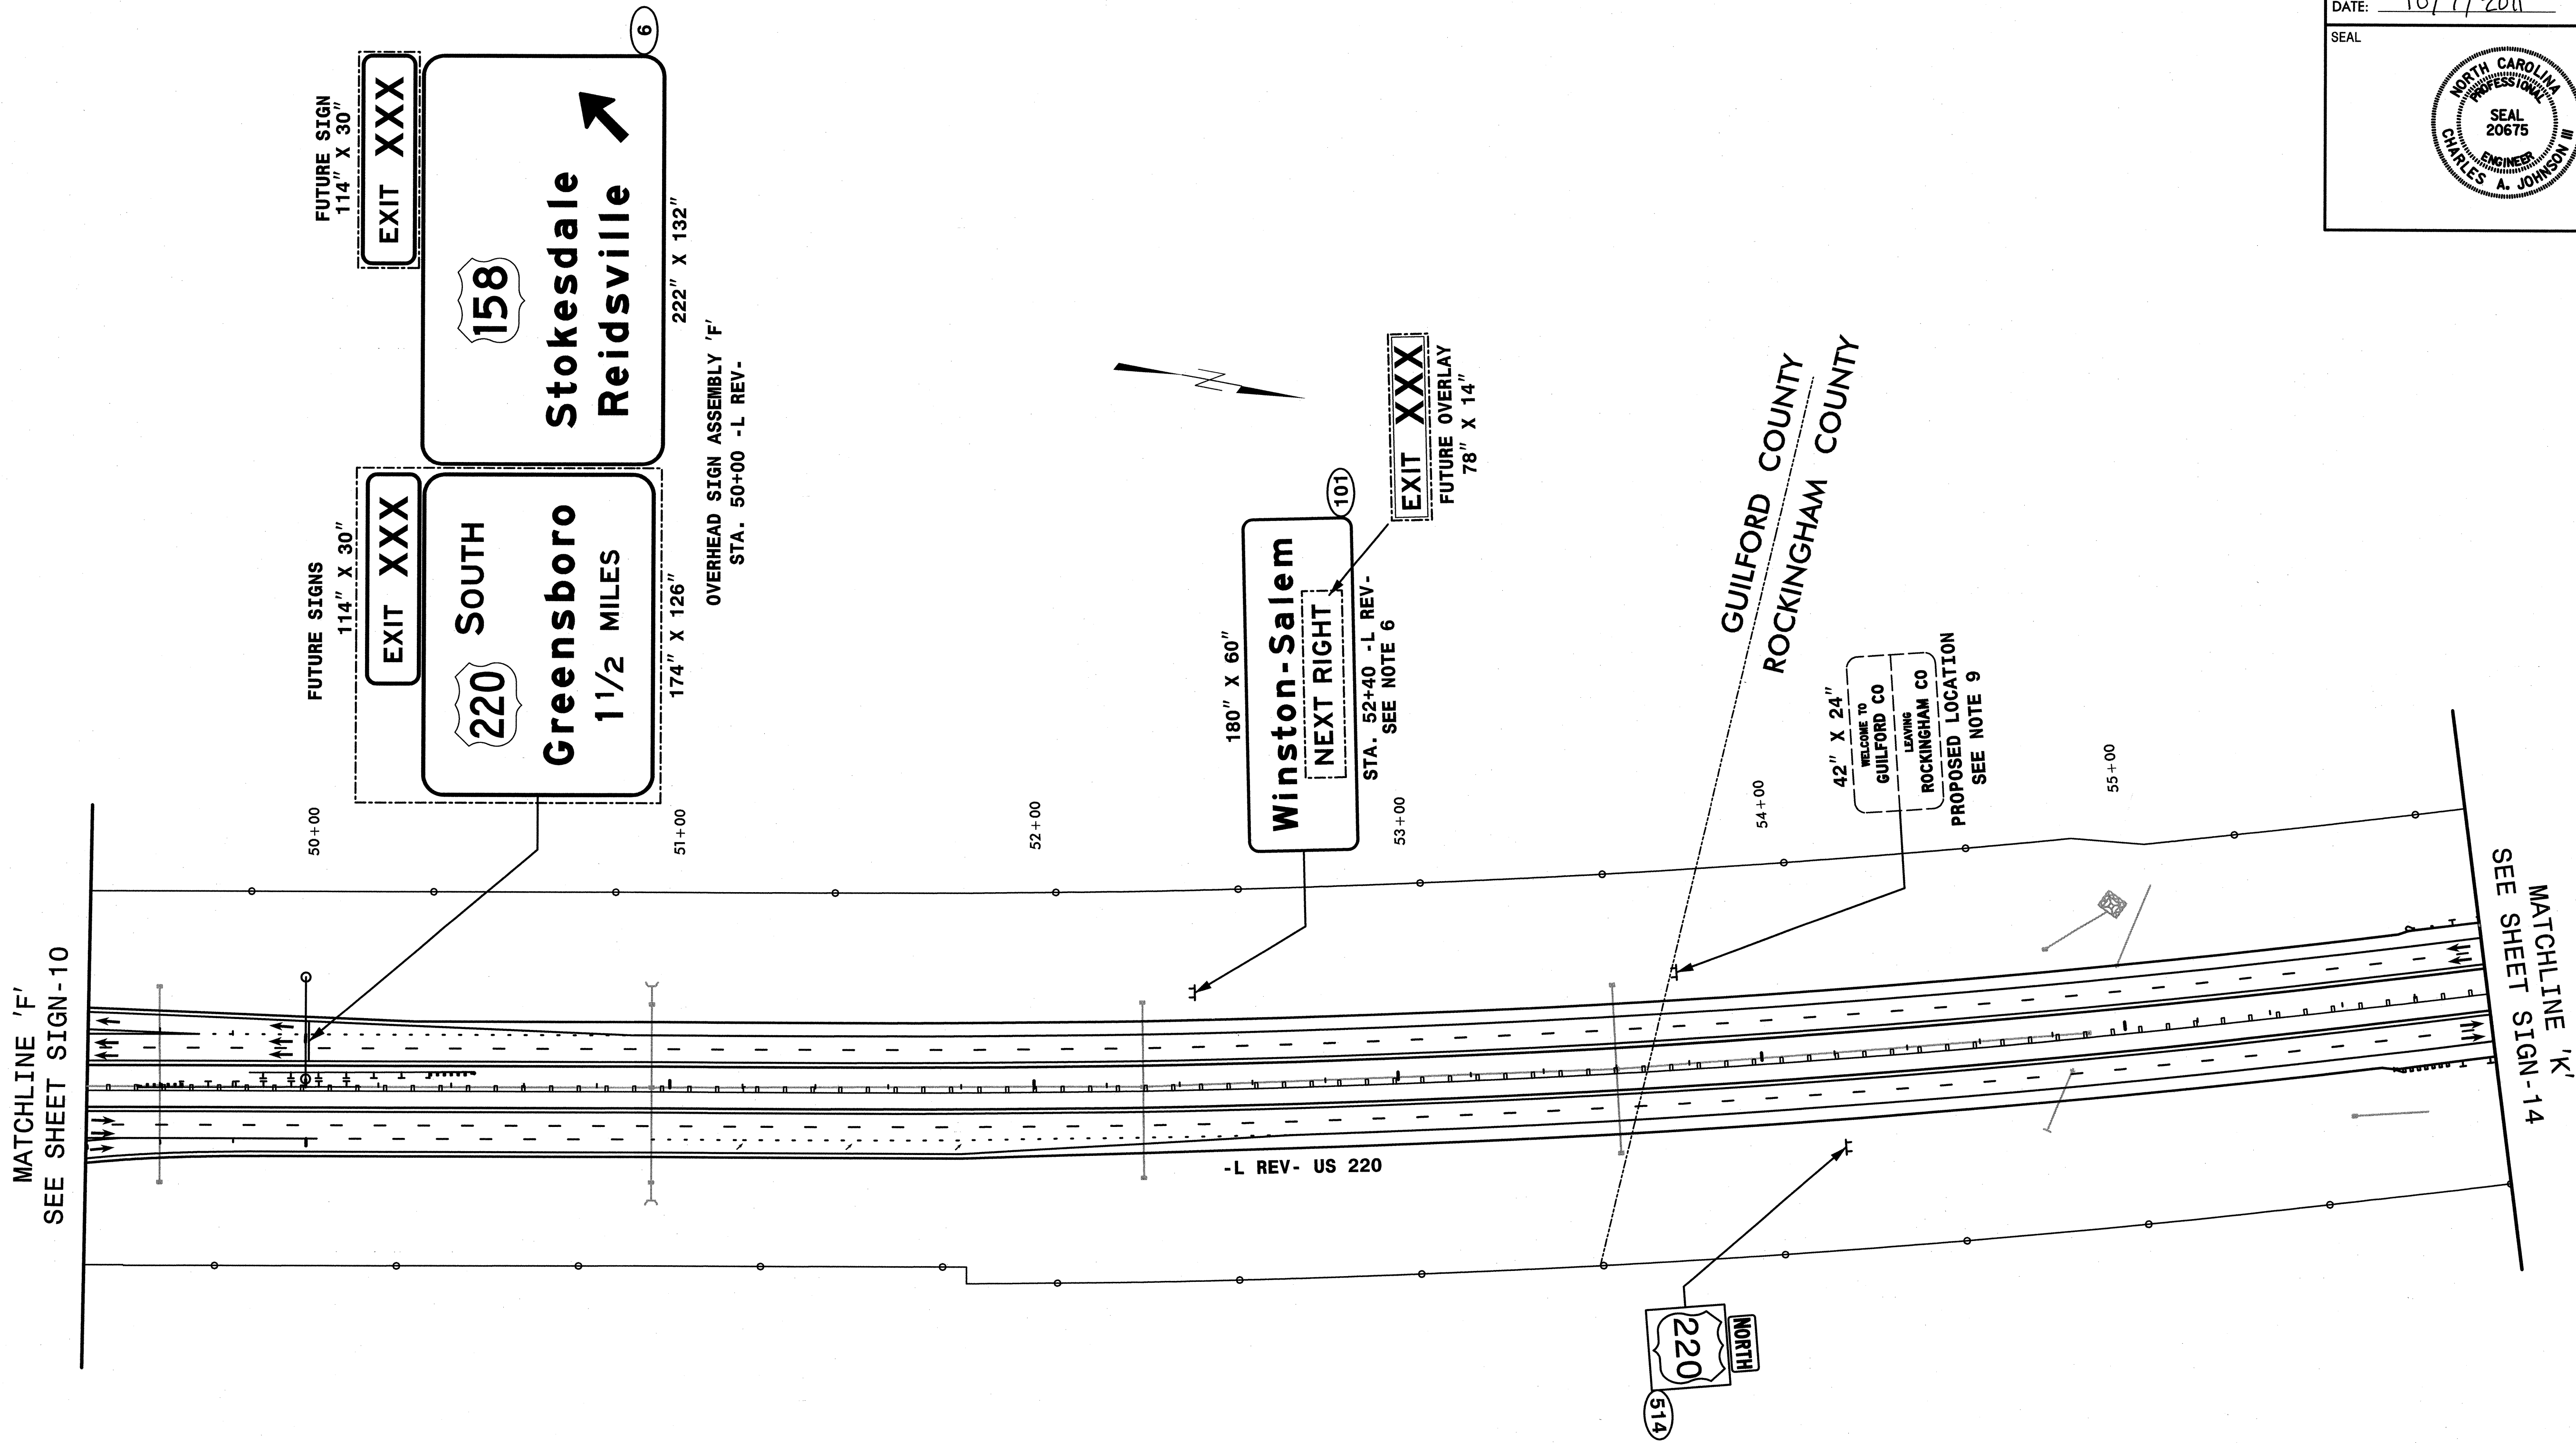 DATE: 10/7/2011
SEAL
NORTH CAROLINA
PROFESSIONAL
SEAL
20675
ENGINEER
CHARLES A. JOHNSON III
FUTURE SIGN
114" X 30"
EXIT XXX
6
158
Stokesdale
Reidsville
222" X 132"
FUTURE SIGNS
114" X 30"
EXIT XXX
220 SOUTH
Greensboro
1 1/2 MILES
174" X 126"
OVERHEAD SIGN ASSEMBLY 'F'
STA. 50+00 -L REV-
180" X 60"
101
Winston-Salem
NEXT RIGHT
STA. 52+40 -L REV-
SEE NOTE 6
EXIT XXX
FUTURE OVERLAY
78" X 14"
N
GUILFORD COUNTY
ROCKINGHAM COUNTY
42" X 24"
WELCOME TO
GUILFORD CO
LEAVING
ROCKINGHAM CO
PROPOSED LOCATION
SEE NOTE 9
50+00
51+00
52+00
53+00
54+00
55+00
MATCHLINE 'F'
SEE SHEET SIGN-10
MATCHLINE 'K'
SEE SHEET SIGN-14
-L REV- US 220
NORTH
220
514